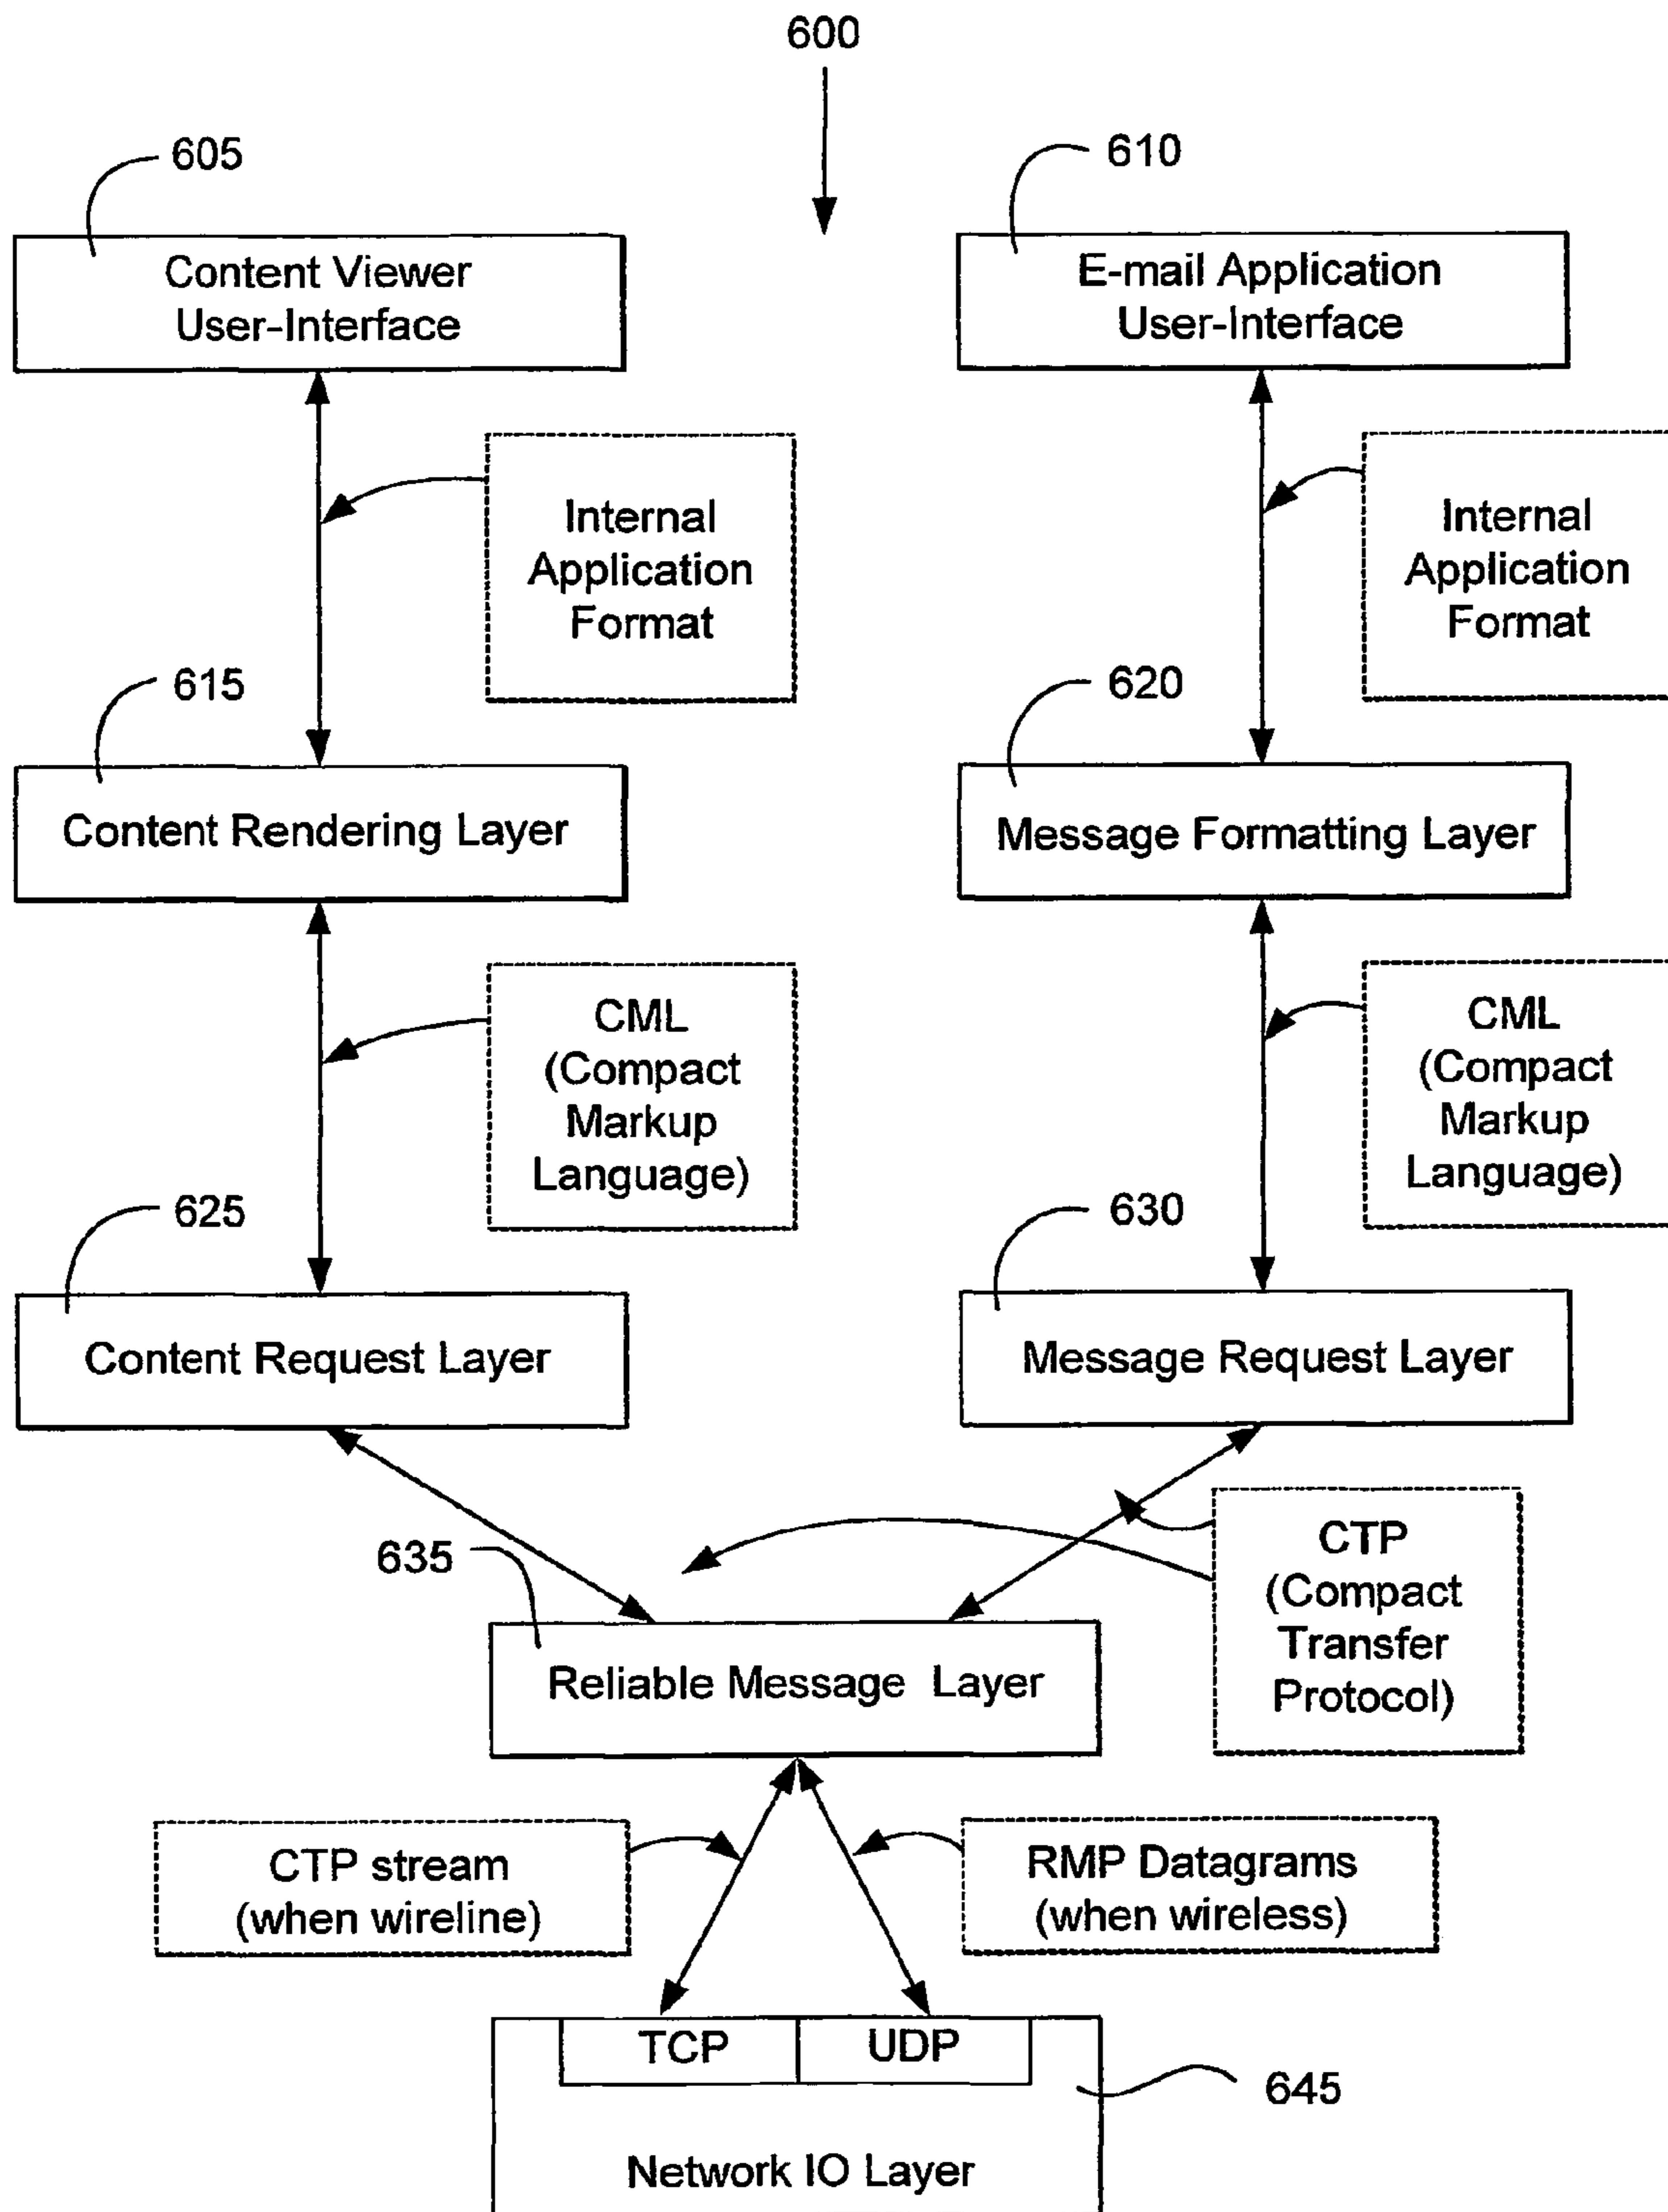 600
605
610
Content Viewer
User-Interface
E-mail Application
User-Interface
Internal
Application
Format
Internal
Application
Format
615
620
Content Rendering Layer
Message Formatting Layer
CML
(Compact
Markup
Language)
CML
(Compact
Markup
Language)
625
630
Content Request Layer
Message Request Layer
635
CTP
(Compact
Transfer
Protocol)
Reliable Message Layer
CTP stream
(when wireline)
RMP Datagrams
(when wireless)
TCP
UDP
645
Network IO Layer